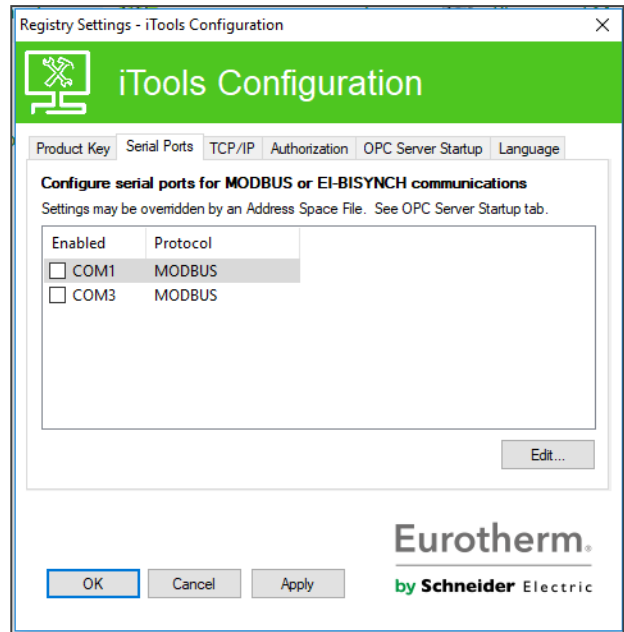 Registry Settings - iTools Configuration
iTools Configuration
Product Key Serial Ports TCP/IP Authorization OPC Server Startup Language
Configure serial ports for MODBUS or EI-BISYNCH communications
Settings may be overridden by an Address Space File. See OPC Server Startup tab.
Enabled Protocol
COM1 MODBUS
COM3 MODBUS
Edit...
Eurotherm®
OK Cancel Apply by Schneider Electric